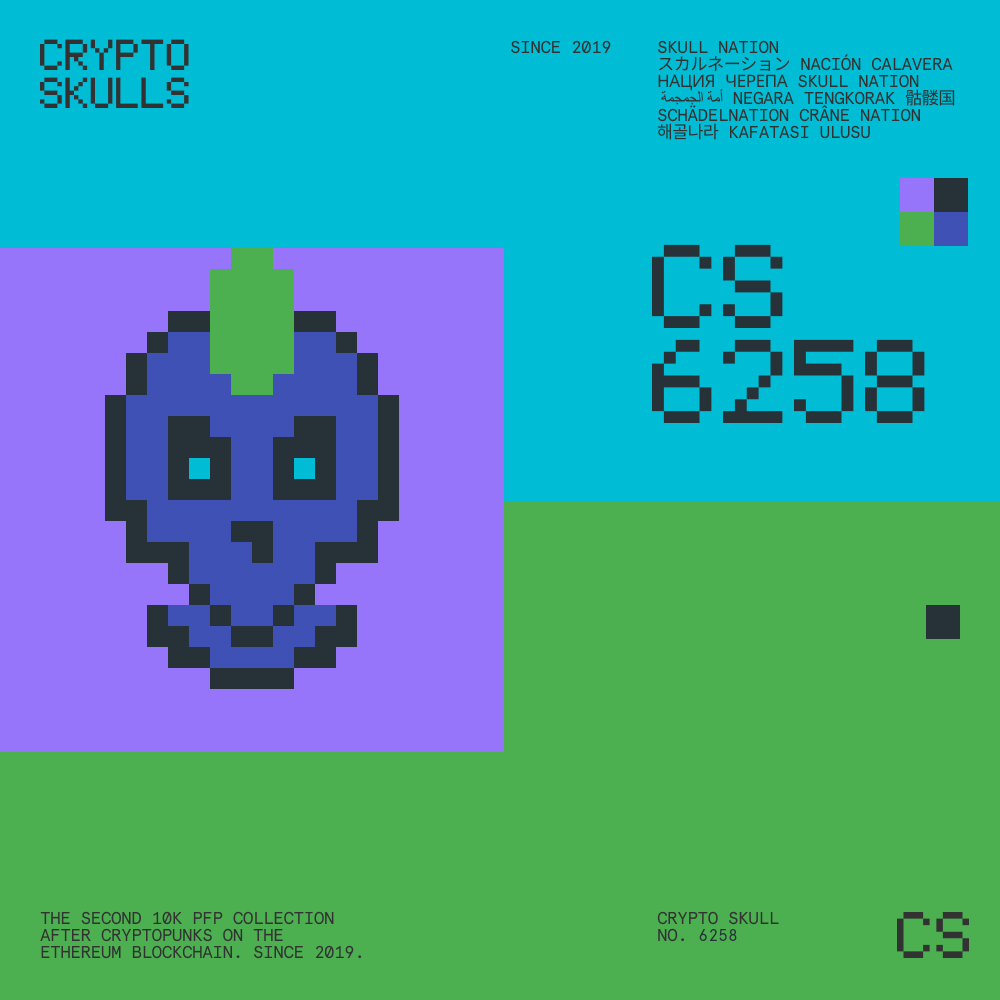 CRYPTO
SKULLS
SINCE 2019
SKULL NATION
スカルネーション NACIÓN CALAVERA
НАЦИЯ ЧЕРЕПА SKULL NATION
أمة الجمجمة NEGARA TENGKORAK 骷髅国
SCHÄDELNATION CRÂNE NATION
해골나라 KAFATASI ULUSU
CS
6258
THE SECOND 10K PFP COLLECTION
AFTER CRYPTOPUNKS ON THE
ETHEREUM BLOCKCHAIN. SINCE 2019.
CRYPTO SKULL
NO. 6258
CS